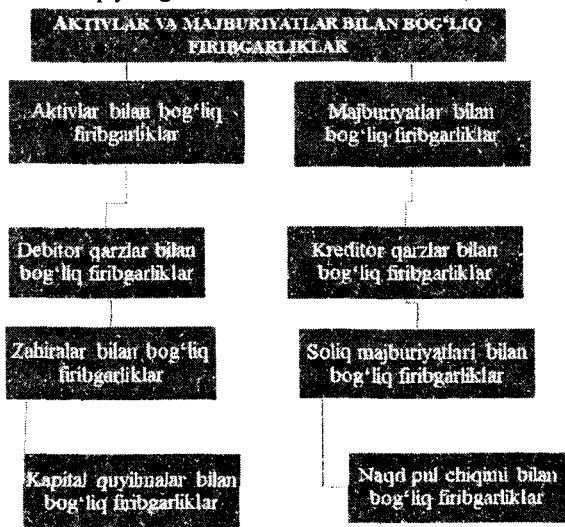 AKTIVLAR VA MAJBURIYATLAR BILAN BOG‘LIQ
FIRIBGARLIKLAR
Aktivlar bilan bog‘liq
firibgarliklar
Majburiyatlar bilan
bog‘liq firibgarliklar
Debitor qarzlar bilan
bog‘liq firibgarliklar
Kreditor qarzlar bilan
bog‘liq firibgarliklar
Zahiralar bilan bog‘liq
firibgarliklar
Soliq majburiyatlari bilan
bog‘liq firibgarliklar
Kapital quyilmalar bilan
bog‘liq firibgarliklar
Naqd pul chiqimi bilan
bog‘liq firibgarliklar